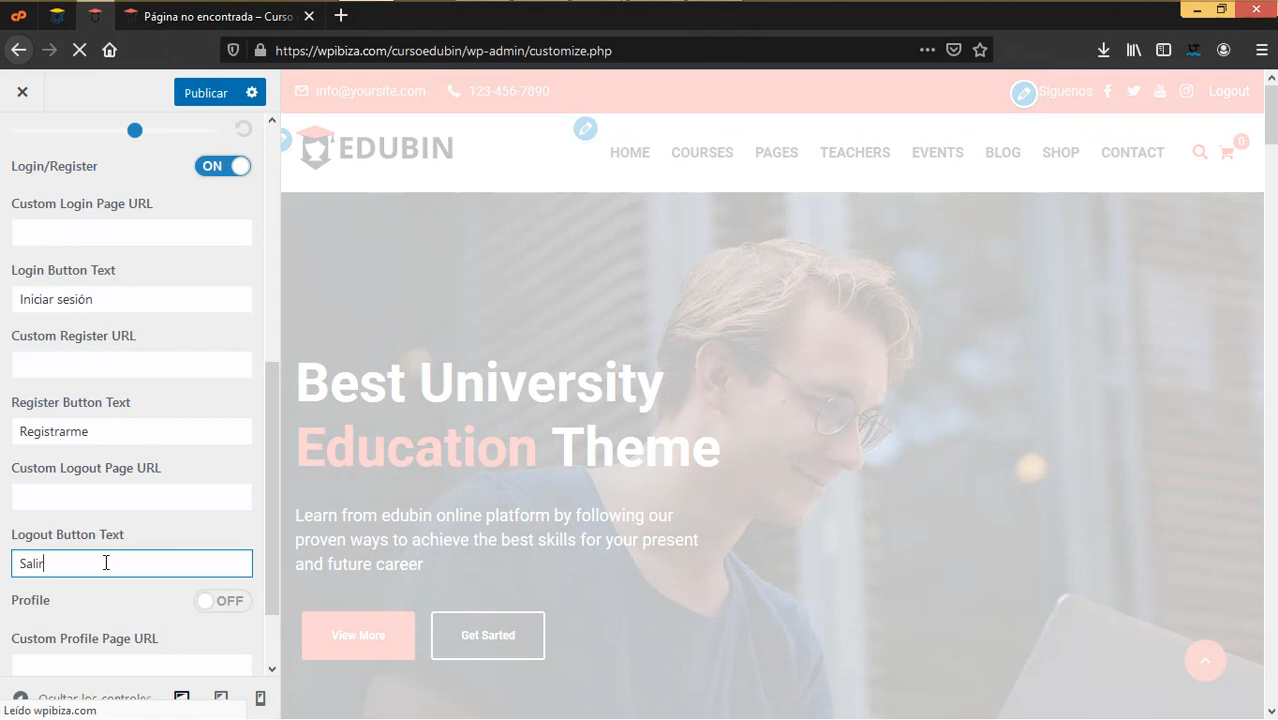 Página no encontrada – Curso
https://wpibiza.com/cursoedubin/wp-admin/customize.php
Publicar
Login/Register
ON
Custom Login Page URL
Login Button Text
Iniciar sesión
Custom Register URL
Register Button Text
Registrarme
Custom Logout Page URL
Logout Button Text
Salir
Profile
OFF
Custom Profile Page URL
Ocultar los controles
Leído wpibiza.com
info@yoursite.com
123-456-7890
Siguenos
Logout
EDUBIN
HOME
COURSES
PAGES
TEACHERS
EVENTS
BLOG
SHOP
CONTACT
0
Best University
Education Theme
Learn from edubin online platform by following our
proven ways to achieve the best skills for your present
and future career
View More
Get Sarted